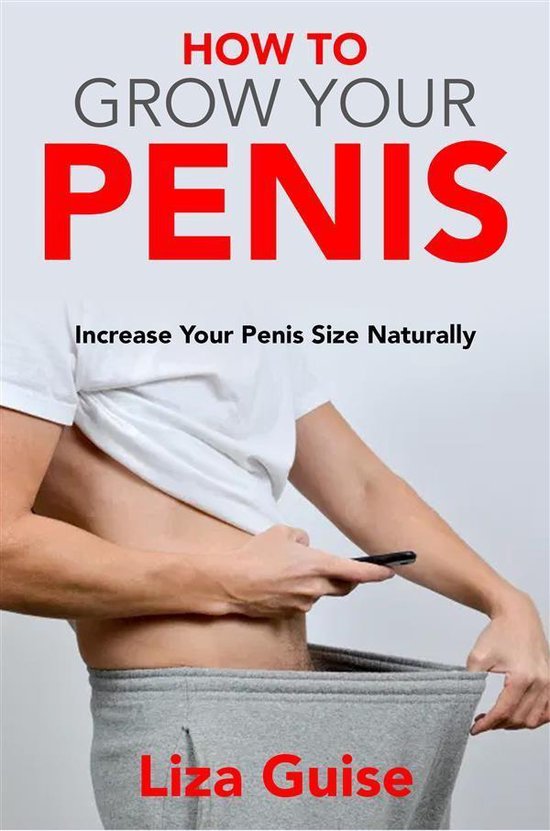 HOW TO
GROW YOUR
PENIS
Increase Your Penis Size Naturally
Liza Guise